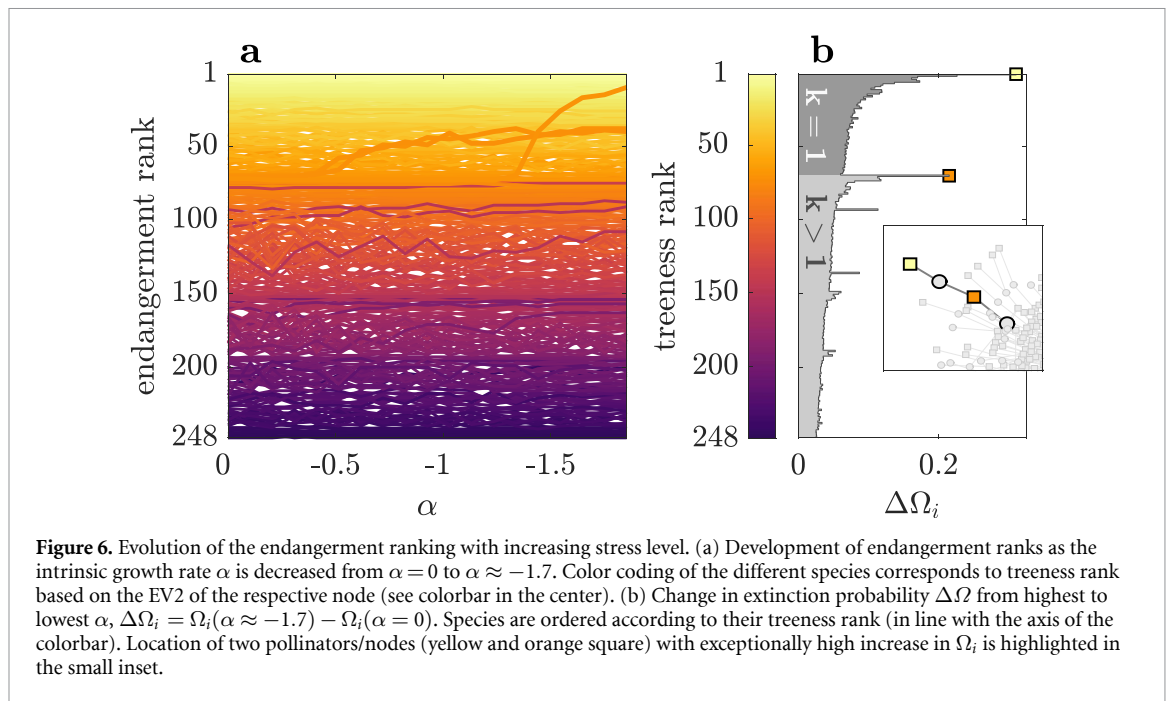 a
b
1
50
100
150
200
248
endangerment rank
0
-0.5
-1
-1.5
α
1
50
100
150
200
248
treeness rank
k = 1
k > 1
0
0.2
ΔΩᵢ
Figure 6. Evolution of the endangerment ranking with increasing stress level. (a) Development of endangerment ranks as the
intrinsic growth rate α is decreased from α = 0 to α ≈ −1.7. Color coding of the different species corresponds to treeness rank
based on the EV2 of the respective node (see colorbar in the center). (b) Change in extinction probability ΔΩ from highest to
lowest α, ΔΩᵢ = Ωᵢ(α ≈ −1.7) − Ωᵢ(α = 0). Species are ordered according to their treeness rank (in line with the axis of the
colorbar). Location of two pollinators/nodes (yellow and orange square) with exceptionally high increase in Ωᵢ is highlighted in
the small inset.